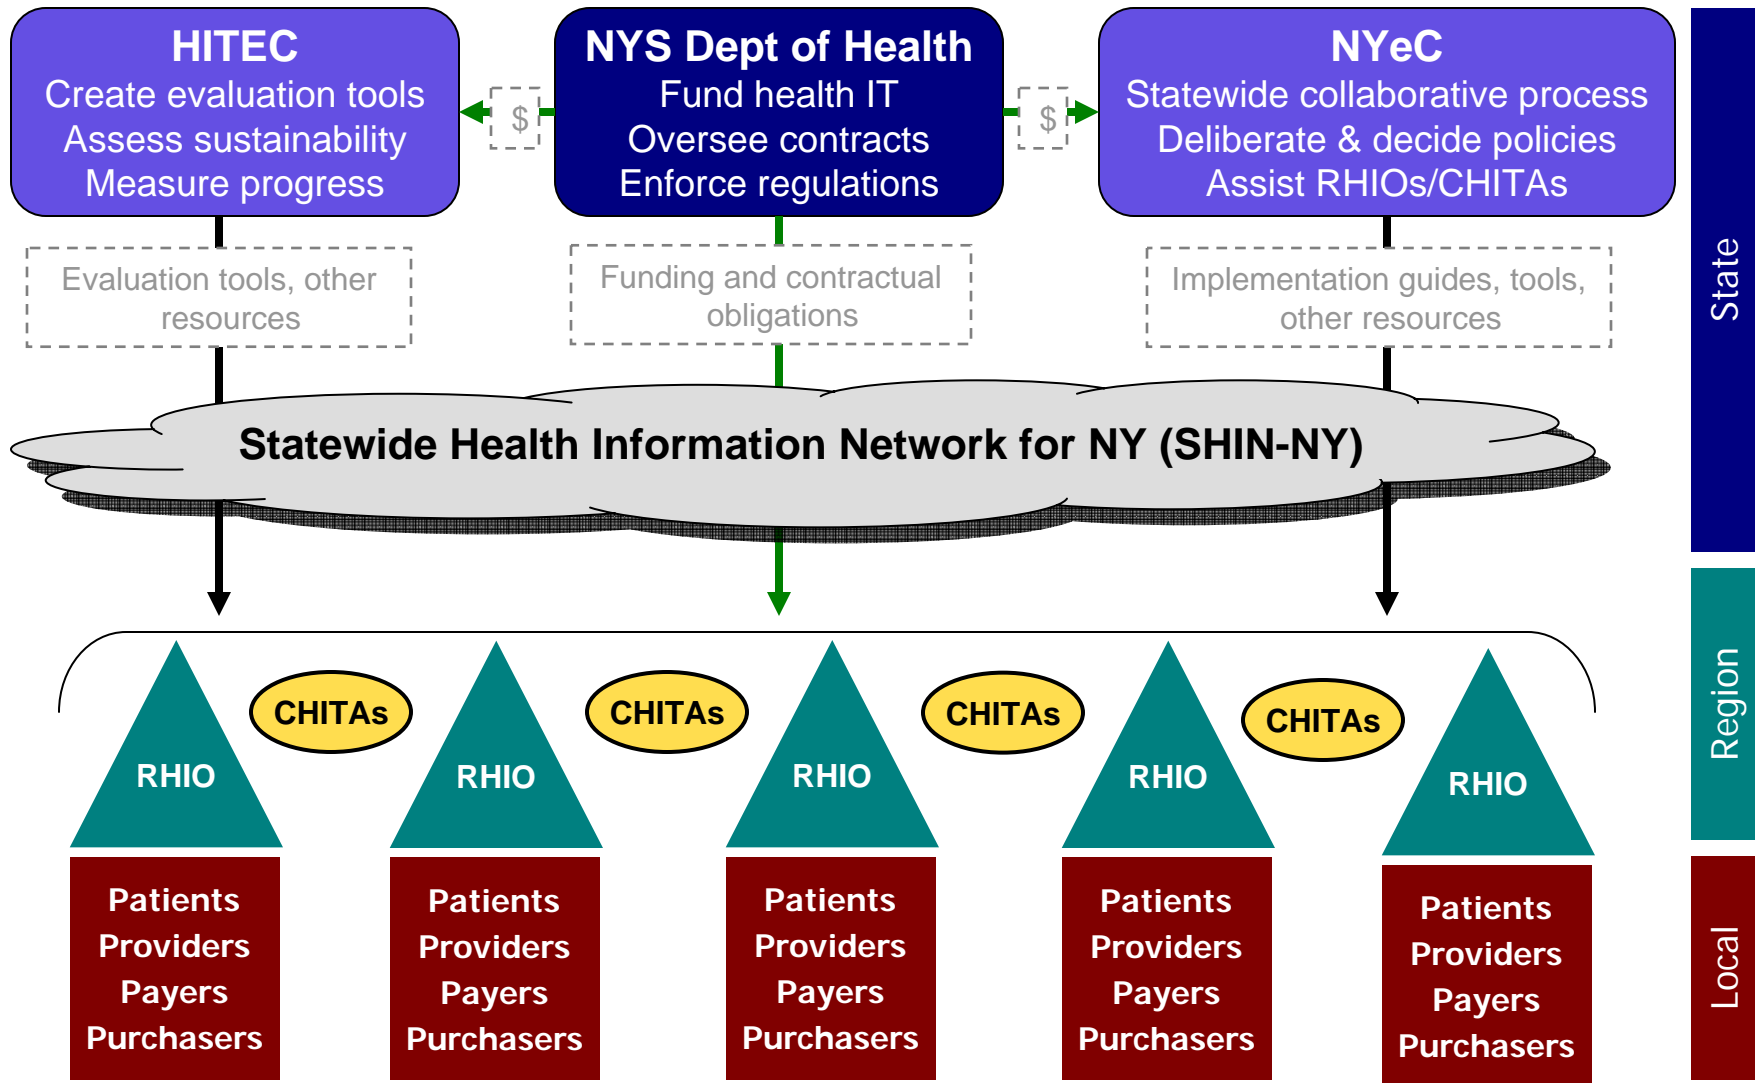 HITEC
Create evaluation tools
Assess sustainability
Measure progress
$
NYS Dept of Health
Fund health IT
Oversee contracts
Enforce regulations
$
NYeC
Statewide collaborative process
Deliberate & decide policies
Assist RHIOs/CHITAs
State
Evaluation tools, other
resources
Funding and contractual
obligations
Implementation guides, tools,
other resources
Statewide Health Information Network for NY (SHIN-NY)
RHIO
CHITAs
RHIO
CHITAs
RHIO
CHITAs
RHIO
CHITAs
RHIO
Region
Patients
Providers
Payers
Purchasers
Patients
Providers
Payers
Purchasers
Patients
Providers
Payers
Purchasers
Patients
Providers
Payers
Purchasers
Patients
Providers
Payers
Purchasers
Local